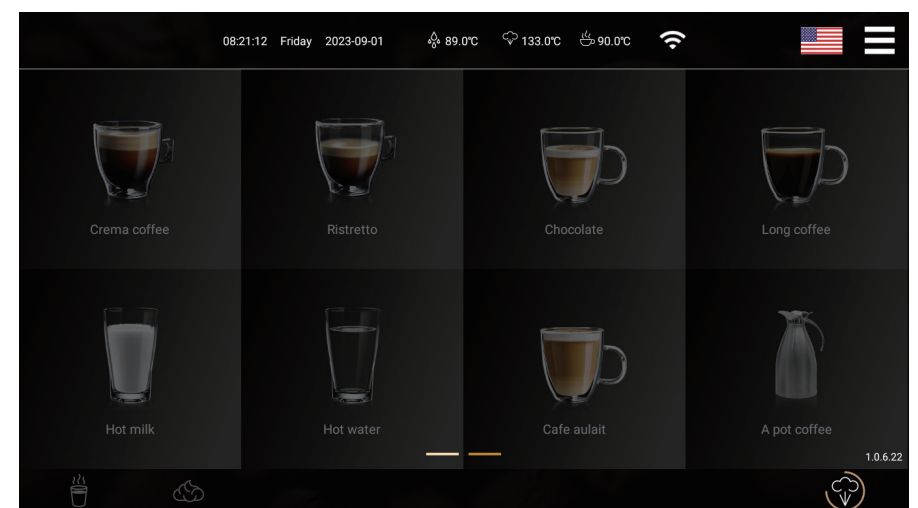 08:21:12 Friday 2023-09-01 89.0℃ 133.0℃ 90.0℃
Crema coffee Ristretto Chocolate Long coffee
Hot milk Hot water Cafe aulait A pot coffee
1.0.6.22